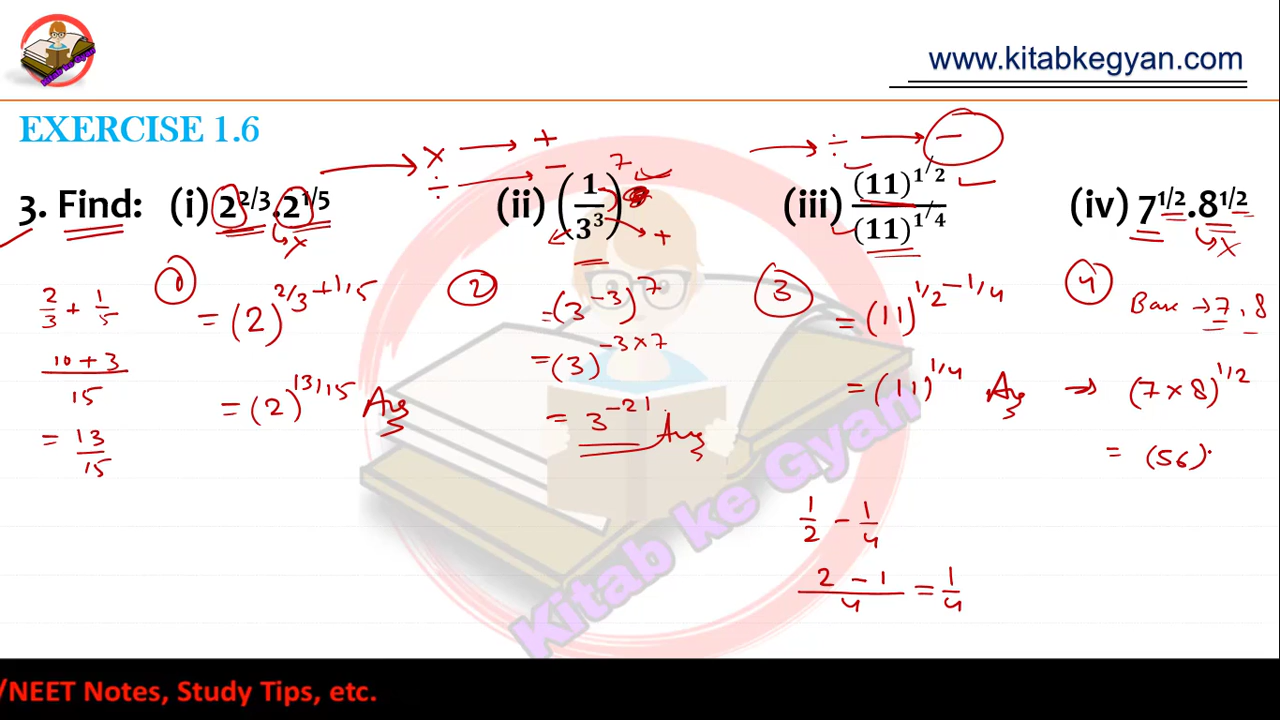 Kitab ke Gyan
www.kitabkegyan.com
EXERCISE 1.6
× → +
÷ → −
→ ÷ → −
3. Find: (i) 2^{2/3}.2^{1/5} (ii) (1/3^3)^7 (iii) (11)^{1/2}/(11)^{1/4} (iv) 7^{1/2}.8^{1/2}
× + ×
2/3 + 1/5
10 + 3/15
= 13/15
1
= (2)^{2/3 + 1/5}
= (2)^{13/15} Ans
2
= (3^{-3})^7
= (3)^{-3×7}
= 3^{-21} Ans
3
= (11)^{1/2 − 1/4}
= (11)^{1/4} Ans
1/2 − 1/4
2 − 1/4 = 1/4
4
Base → 7, 8
⇒ (7 × 8)^{1/2}
= (56)
Kitab ke Gyan
/NEET Notes, Study Tips, etc.